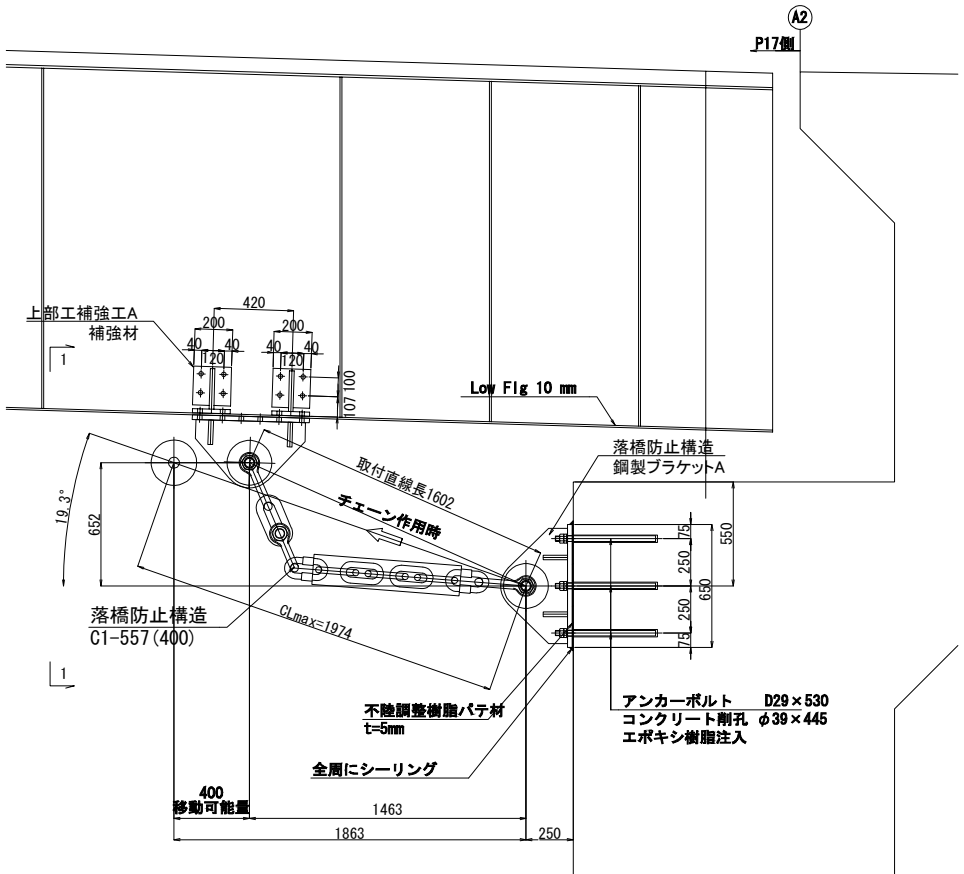 A2
P17側
420
200
200
40
40
40
40
120
120
上部工補強工A
補強材
1
100
107
Low Flg 10 mm
落橋防止構造
鋼製ブラケットA
取付直線長1602
チェーン作用時
19.3°
652
550
75
250
650
250
75
CLmax=1974
落橋防止構造
C1-557(400)
1
不陸調整樹脂パテ材
t=5mm
アンカーボルト D29×530
コンクリート削孔 φ39×445
エポキシ樹脂注入
全周にシーリング
400
移動可能量
1463
1863
250